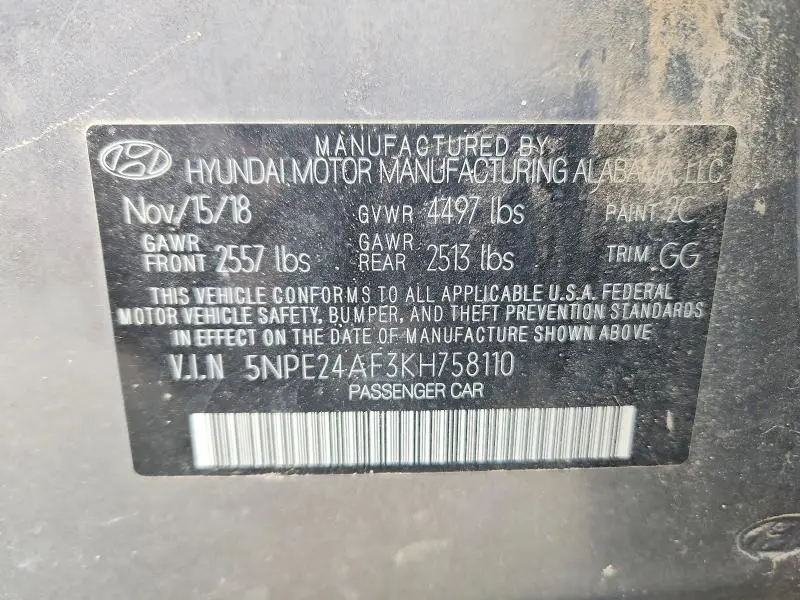 MANUFACTURED BY
HYUNDAI MOTOR MANUFACTURING ALABAMA, LLC
Nov/15/18 GVWR 4497 lbs PAINT 2C
GAWR FRONT 2557 lbs GAWR REAR 2513 lbs TRIM GG
THIS VEHICLE CONFORMS TO ALL APPLICABLE U.S.A. FEDERAL
MOTOR VEHICLE SAFETY, BUMPER, AND THEFT PREVENTION STANDARDS
IN EFFECT ON THE DATE OF MANUFACTURE SHOWN ABOVE
V.I.N 5NPE24AF3KH758110
PASSENGER CAR